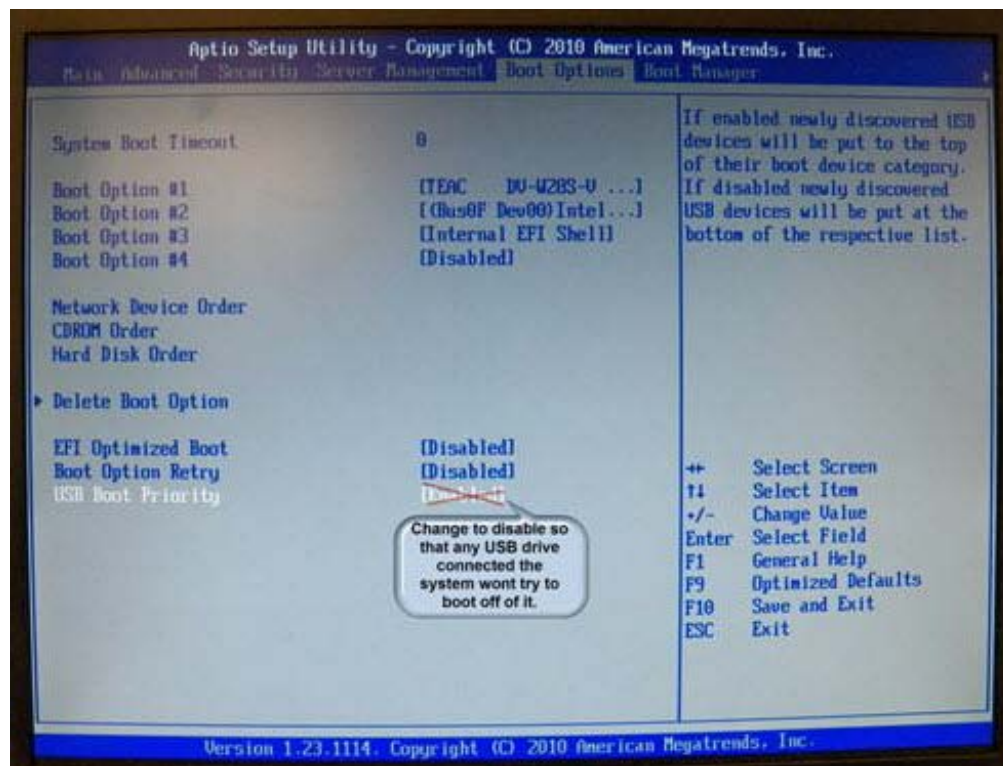 Aptio Setup Utility - Copyright (C) 2010 American Megatrends, Inc.
Main Advanced Security Server Management Boot Options Boot Manager
System Boot Timeout 0
Boot Option #1 [TEAC DV-W28S-V ...]
Boot Option #2 [(Bus0F Dev00)Intel...]
Boot Option #3 [Internal EFI Shell]
Boot Option #4 [Disabled]
Network Device Order
CDROM Order
Hard Disk Order
Delete Boot Option
EFI Optimized Boot [Disabled]
Boot Option Retry [Disabled]
USB Boot Priority [Enabled]
Change to disable so
that any USB drive
connected the
system wont try to
boot off of it.
If enabled newly discovered USB
devices will be put to the top
of their boot device category.
If disabled newly discovered
USB devices will be put at the
bottom of the respective list.
↔ Select Screen
↑↓ Select Item
+/- Change Value
Enter Select Field
F1 General Help
F9 Optimized Defaults
F10 Save and Exit
ESC Exit
Version 1.23.1114. Copyright (C) 2010 American Megatrends, Inc.